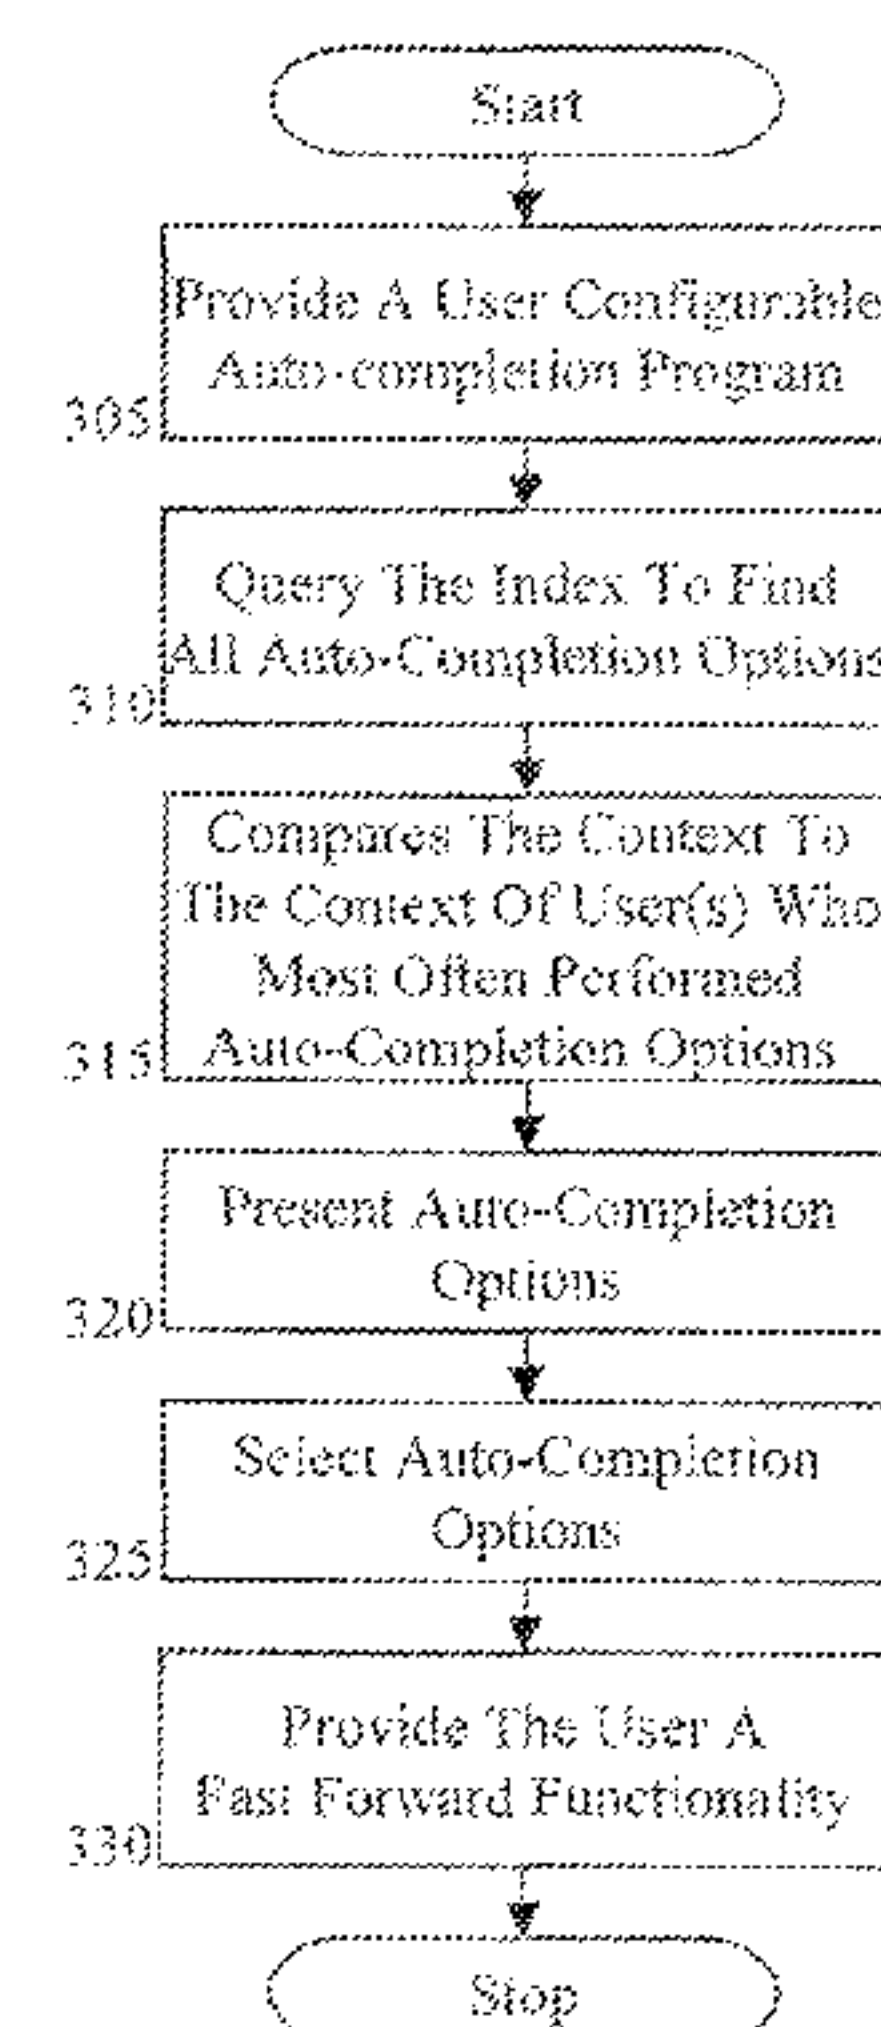 Start
Provide A User Configurable
Auto-completion Program
305
Query The Index To Find
All Auto-Completion Options
310
Compares The Context To
The Context Of User(s) Who
Most Often Performed
Auto-Completion Options
315
Present Auto-Completion
Options
320
Select Auto-Completion
Options
325
Provide The User A
Fast Forward Functionality
330
Stop